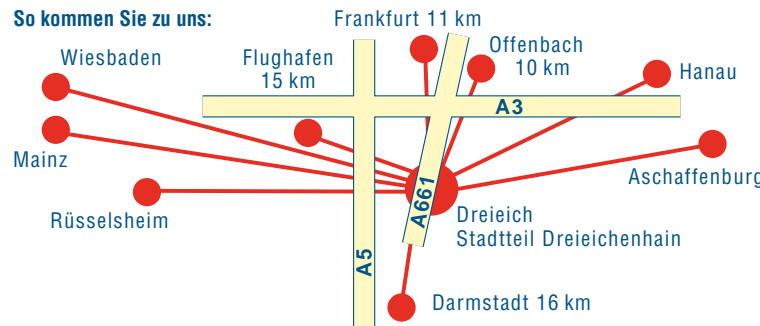 So kommen Sie zu uns:
Frankfurt 11 km
Wiesbaden
Flughafen
15 km
Offenbach
10 km
Hanau
A3
Mainz
Aschaffenburg
Rüsselsheim
A661
Dreieich
Stadtteil Dreieichenhain
A5
Darmstadt 16 km